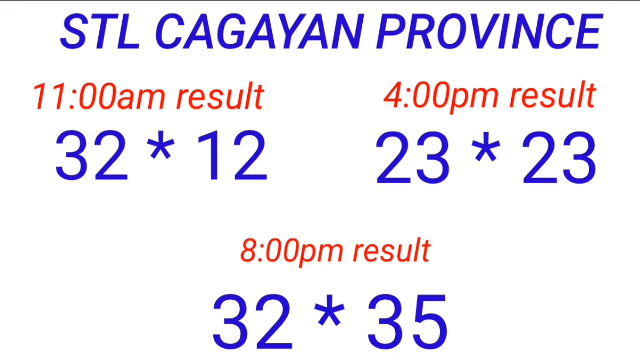 STL CAGAYAN PROVINCE
11:00am result
32 * 12
4:00pm result
23 * 23
8:00pm result
32 * 35